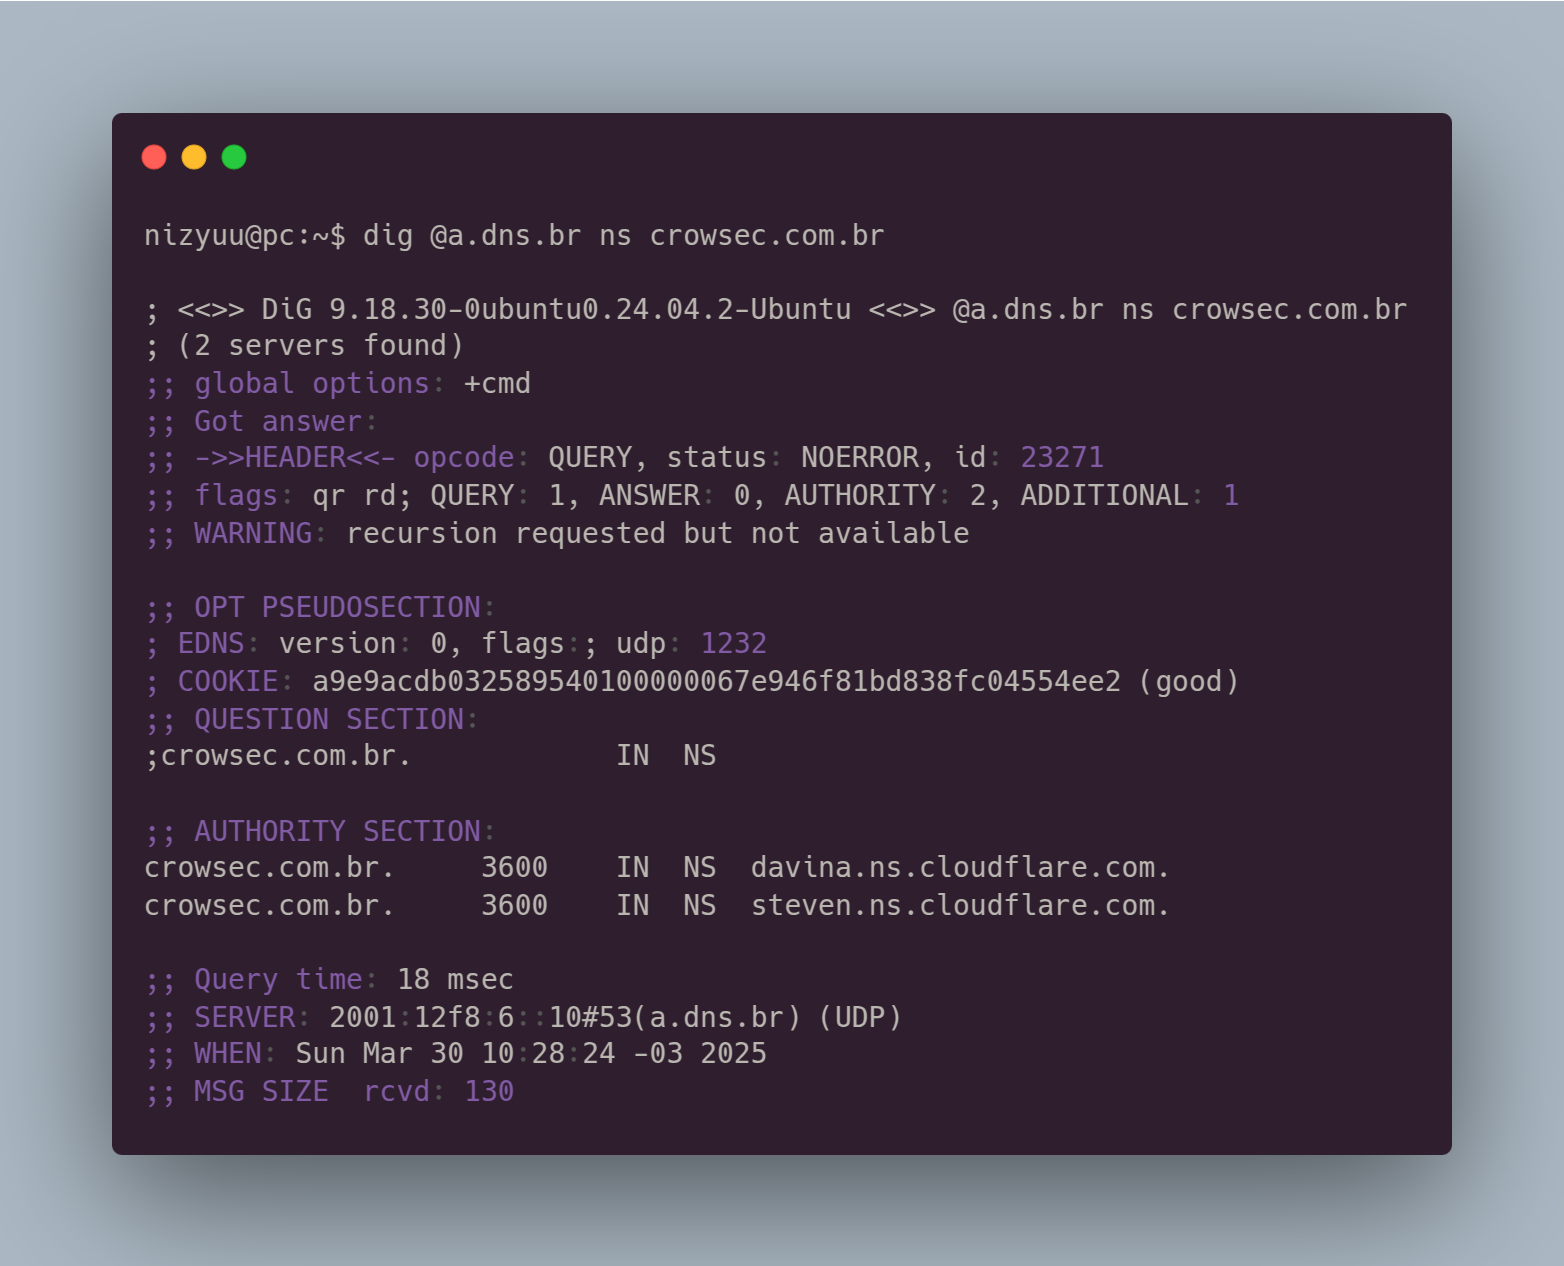 nizyuu@pc:~$ dig @a.dns.br ns crowsec.com.br

; <<>> DiG 9.18.30-0ubuntu0.24.04.2-Ubuntu <<>> @a.dns.br ns crowsec.com.br
; (2 servers found)
;; global options: +cmd
;; Got answer:
;; ->>HEADER<<- opcode: QUERY, status: NOERROR, id: 23271
;; flags: qr rd; QUERY: 1, ANSWER: 0, AUTHORITY: 2, ADDITIONAL: 1
;; WARNING: recursion requested but not available

;; OPT PSEUDOSECTION:
; EDNS: version: 0, flags:; udp: 1232
; COOKIE: a9e9acdb032589540100000067e946f81bd838fc04554ee2 (good)
;; QUESTION SECTION:
;crowsec.com.br.            IN  NS

;; AUTHORITY SECTION:
crowsec.com.br.     3600    IN  NS  davina.ns.cloudflare.com.
crowsec.com.br.     3600    IN  NS  steven.ns.cloudflare.com.

;; Query time: 18 msec
;; SERVER: 2001:12f8:6::10#53(a.dns.br) (UDP)
;; WHEN: Sun Mar 30 10:28:24 -03 2025
;; MSG SIZE  rcvd: 130